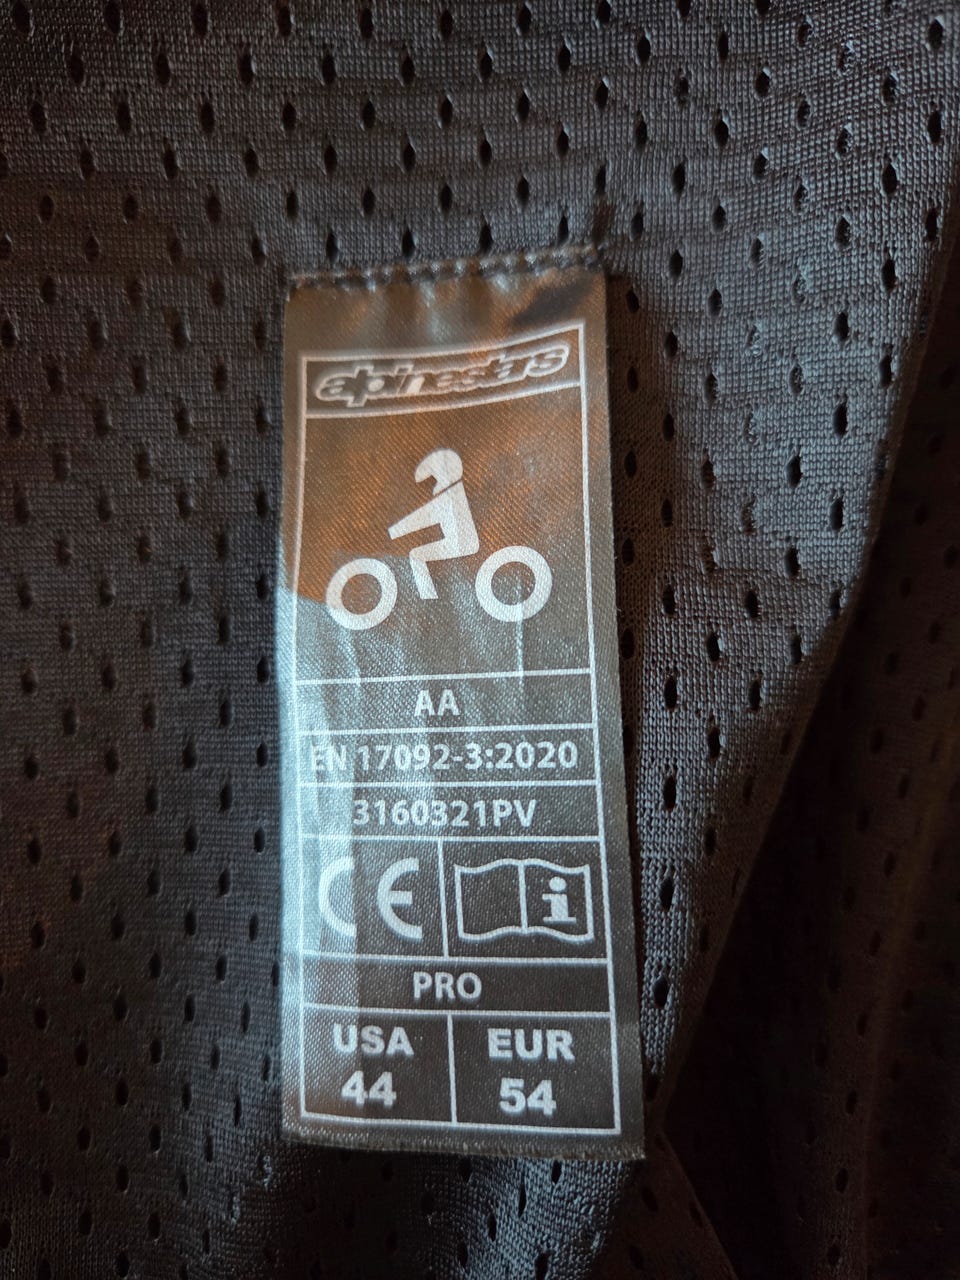 alpinestars
AA
EN 17092-3:2020
3160321PV
CE
i
PRO
USA EUR
44 54